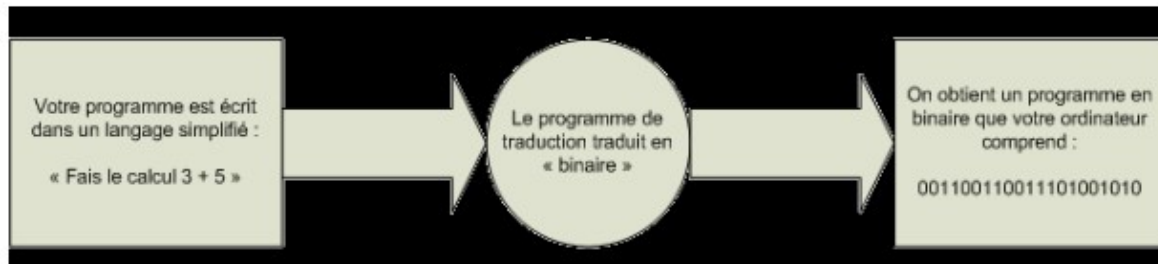 Votre programme est écrit
dans un langage simplifié :
« Fais le calcul 3 + 5 »
Le programme de
traduction traduit en
« binaire »
On obtient un programme en
binaire que votre ordinateur
comprend :
001100110011101001010